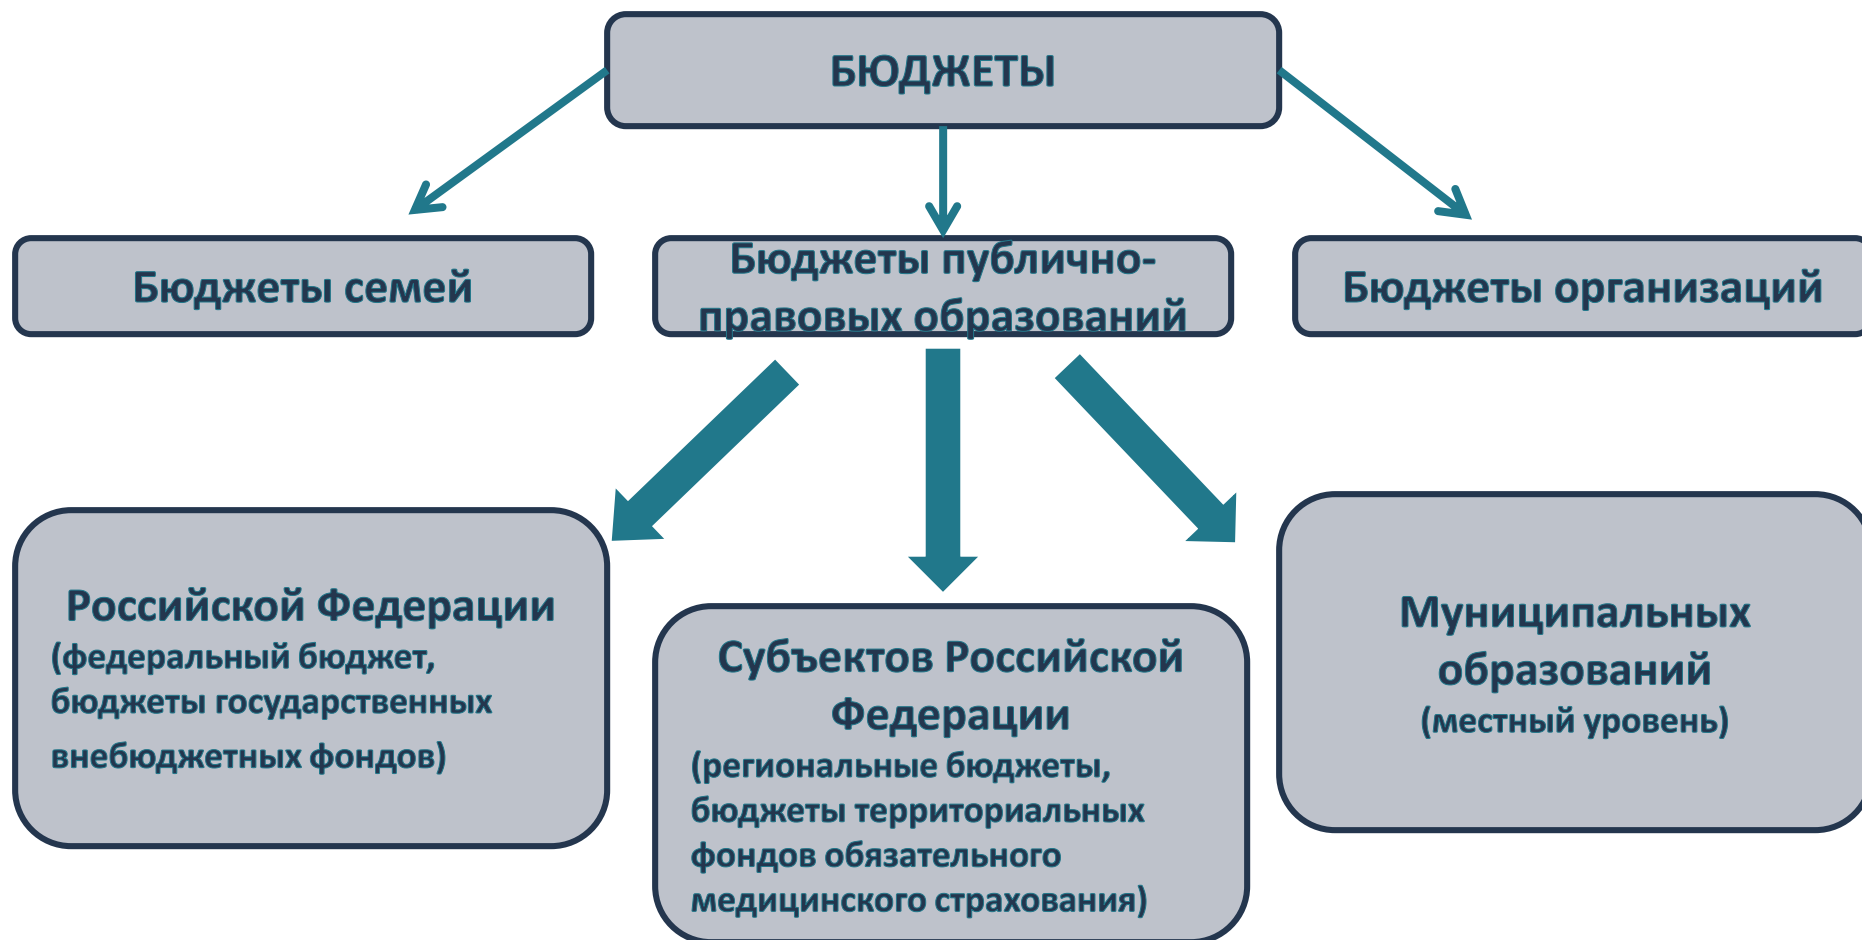 БЮДЖЕТЫ
Бюджеты семей
Бюджеты публично-
правовых образований
Бюджеты организаций
Российской Федерации
(федеральный бюджет,
бюджеты государственных
внебюджетных фондов)
Субъектов Российской
Федерации
(региональные бюджеты,
бюджеты территориальных
фондов обязательного
медицинского страхования)
Муниципальных
образований
(местный уровень)